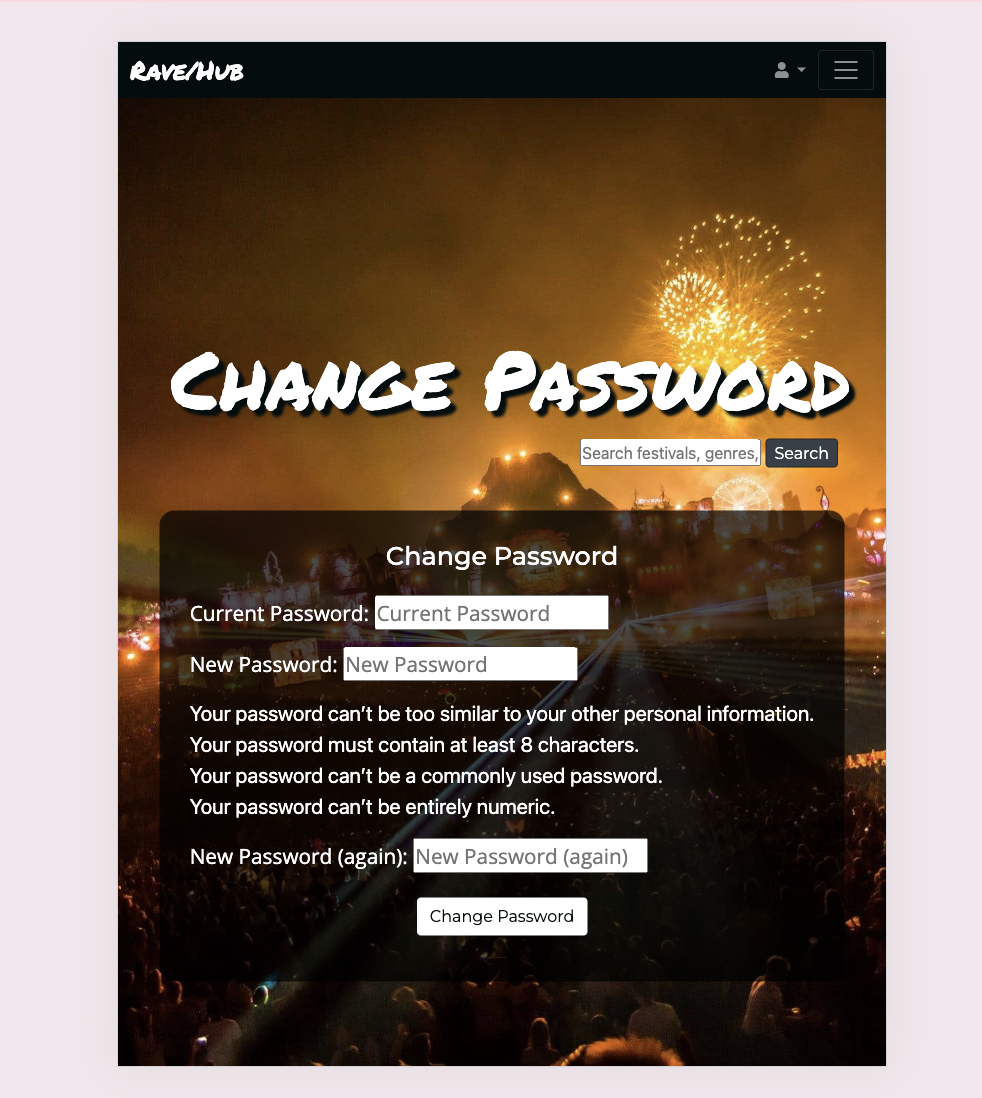 Rave/Hub
Change Password
Search festivals, genres,
Search
Change Password
Current Password: Current Password
New Password: New Password
Your password can’t be too similar to your other personal information.
Your password must contain at least 8 characters.
Your password can’t be a commonly used password.
Your password can’t be entirely numeric.
New Password (again): New Password (again)
Change Password